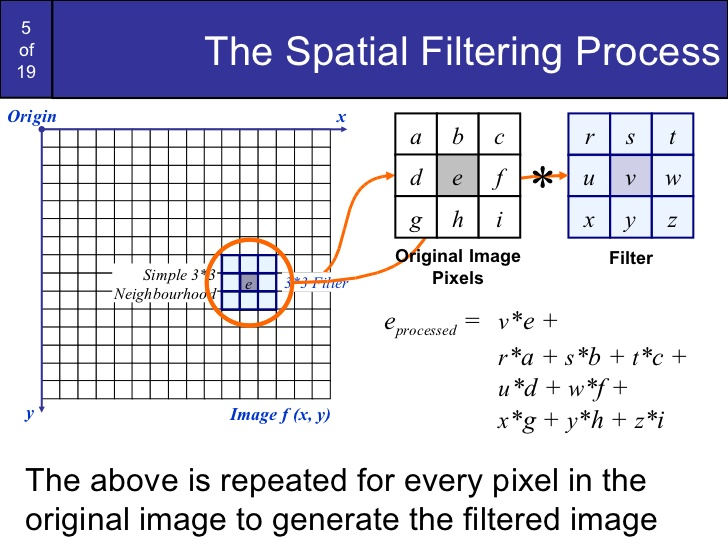 5
of
19
The Spatial Filtering Process
Origin
x
a b c
d e f
g h i
*
r s t
u v w
x y z
Original Image
Pixels
Filter
Simple 3*3
Neighbourhood
e
3*3 Filter
y
Image f (x, y)
eprocessed = v*e +
r*a + s*b + t*c +
u*d + w*f +
x*g + y*h + z*i
The above is repeated for every pixel in the
original image to generate the filtered image